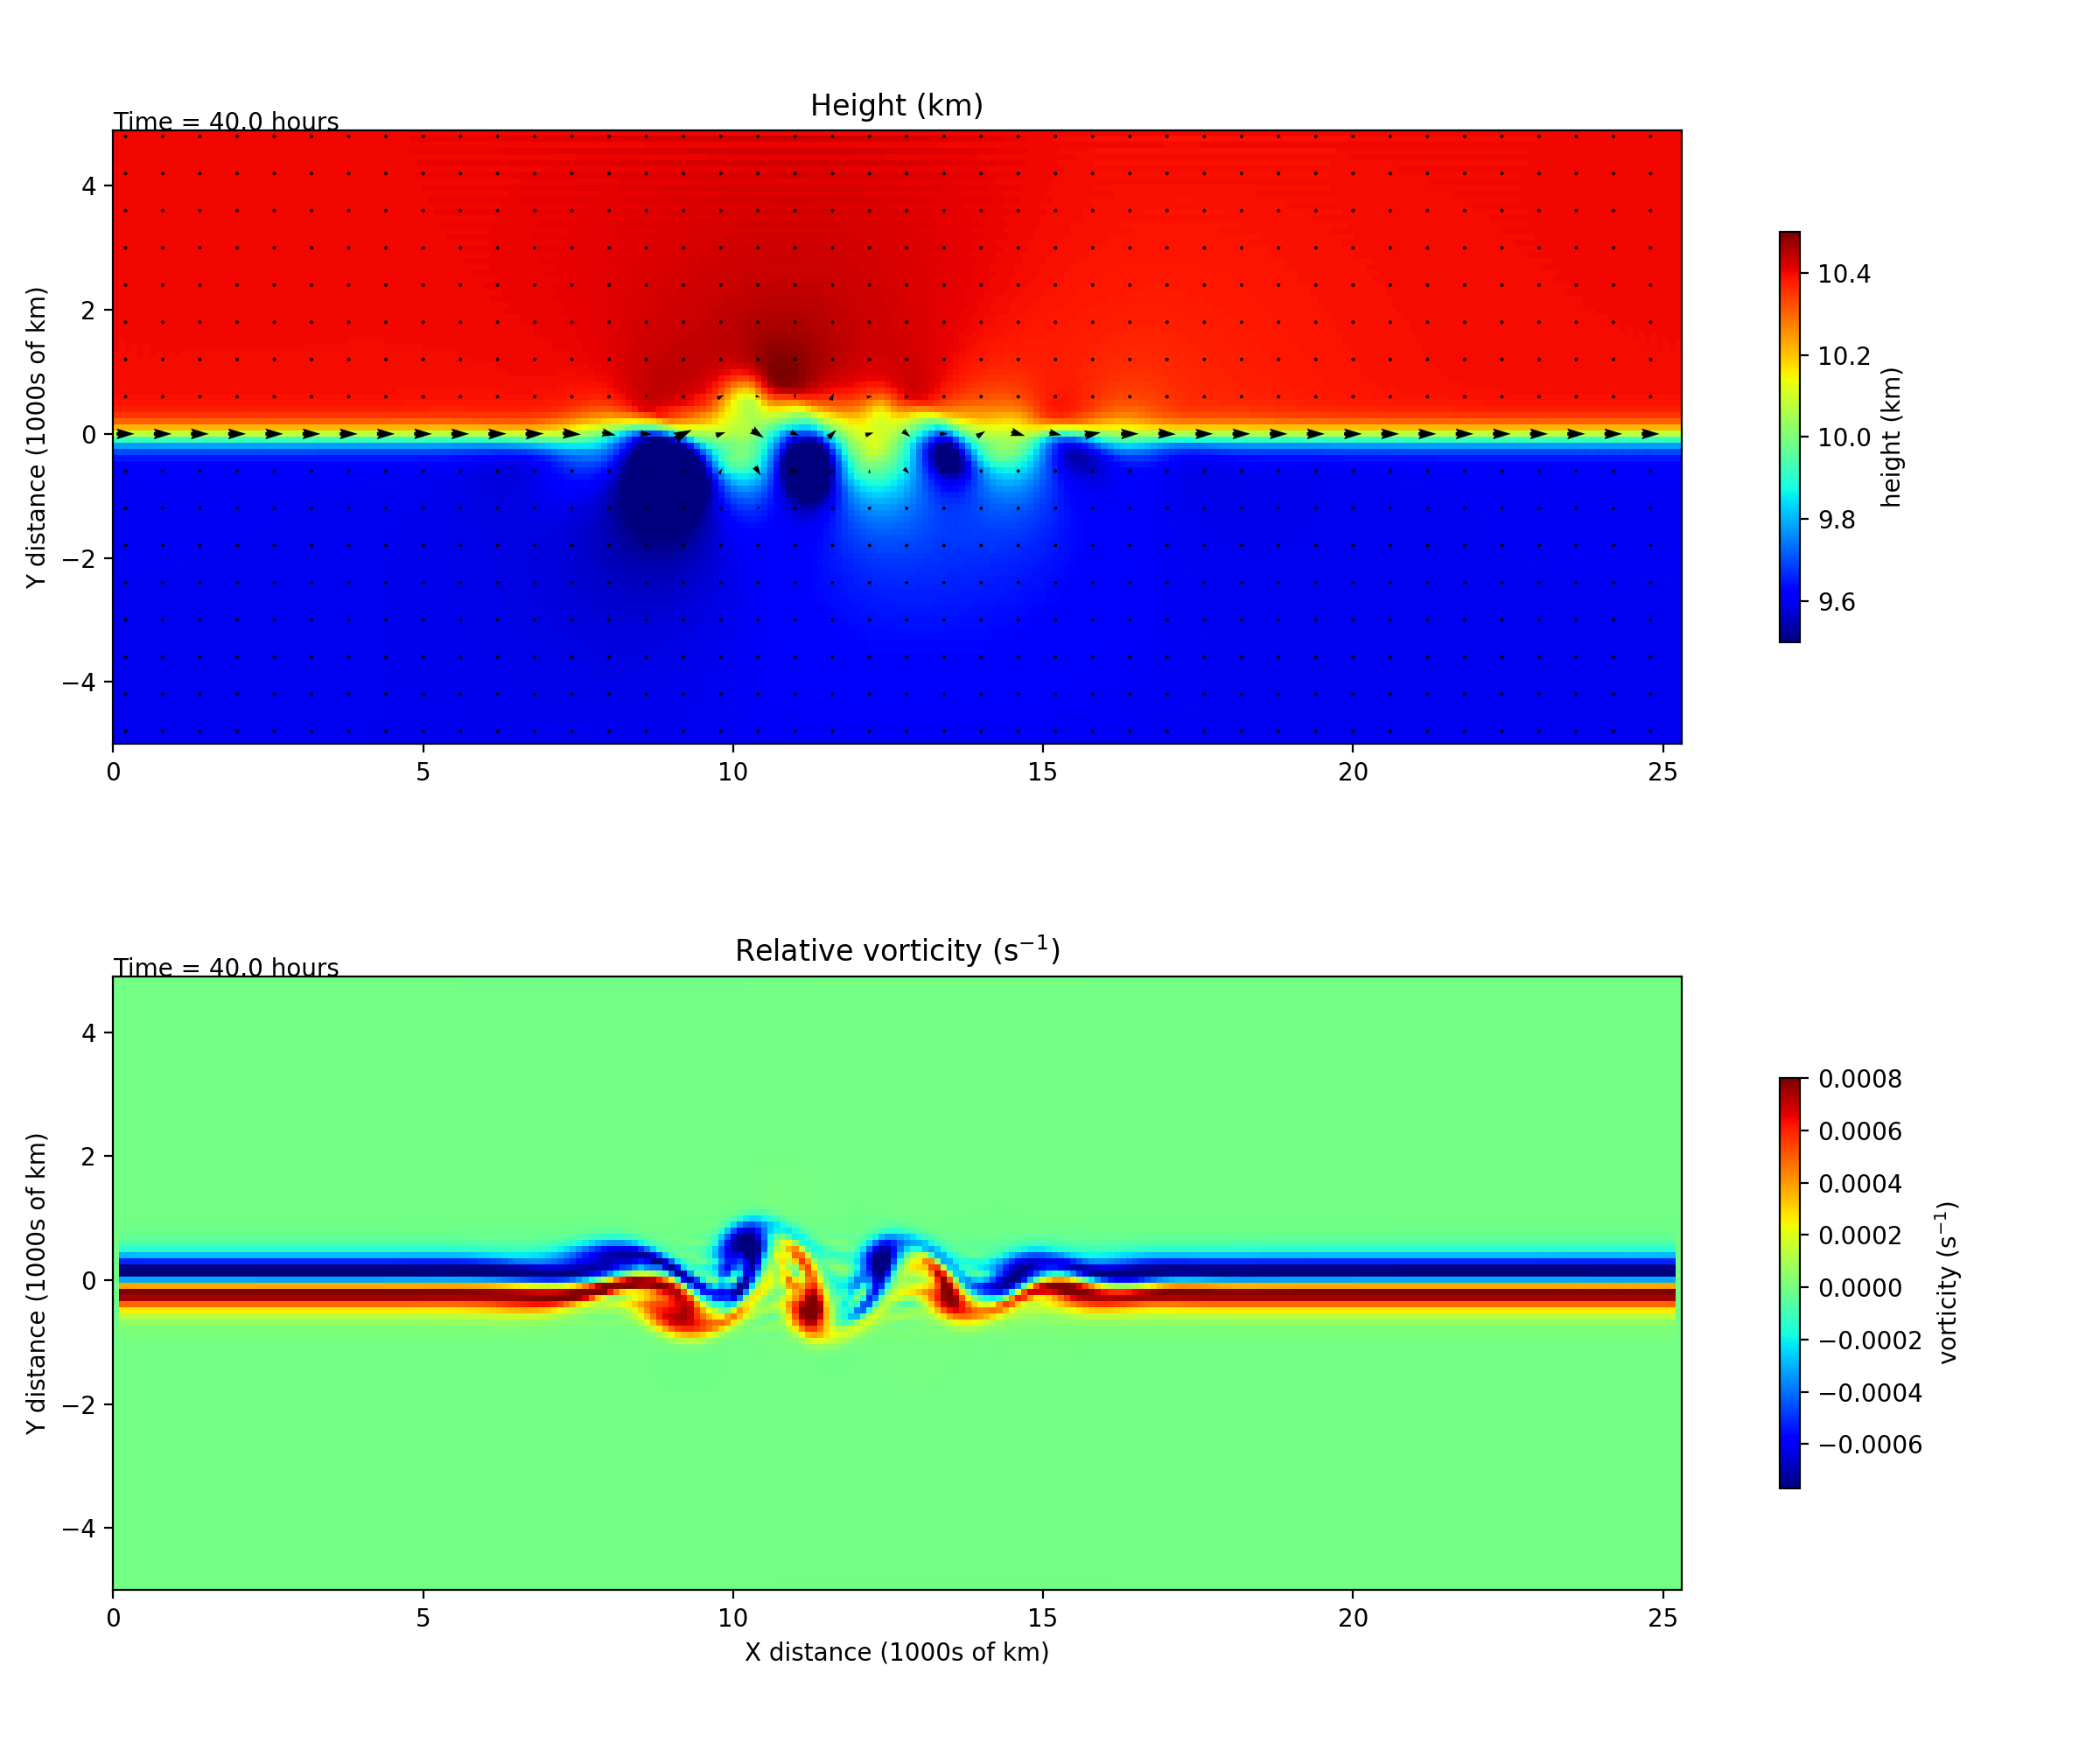 Height (km)
Time = 40.0 hours
Y distance (1000s of km)
4
2
0
−2
−4
0 5 10 15 20 25
10.4
10.2
10.0
9.8
9.6
height (km)
Relative vorticity (s⁻¹)
Time = 40.0 hours
Y distance (1000s of km)
4
2
0
−2
−4
0 5 10 15 20 25
X distance (1000s of km)
0.0008
0.0006
0.0004
0.0002
0.0000
−0.0002
−0.0004
−0.0006
vorticity (s⁻¹)